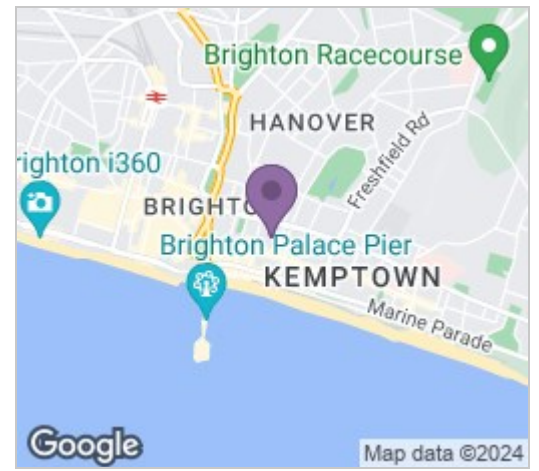 Brighton Racecourse
HANOVER
Freshfield Rd
righton i360
BRIGHTO
Brighton Palace Pier
KEMPTOWN
Marine Parade
Google
Map data ©2024